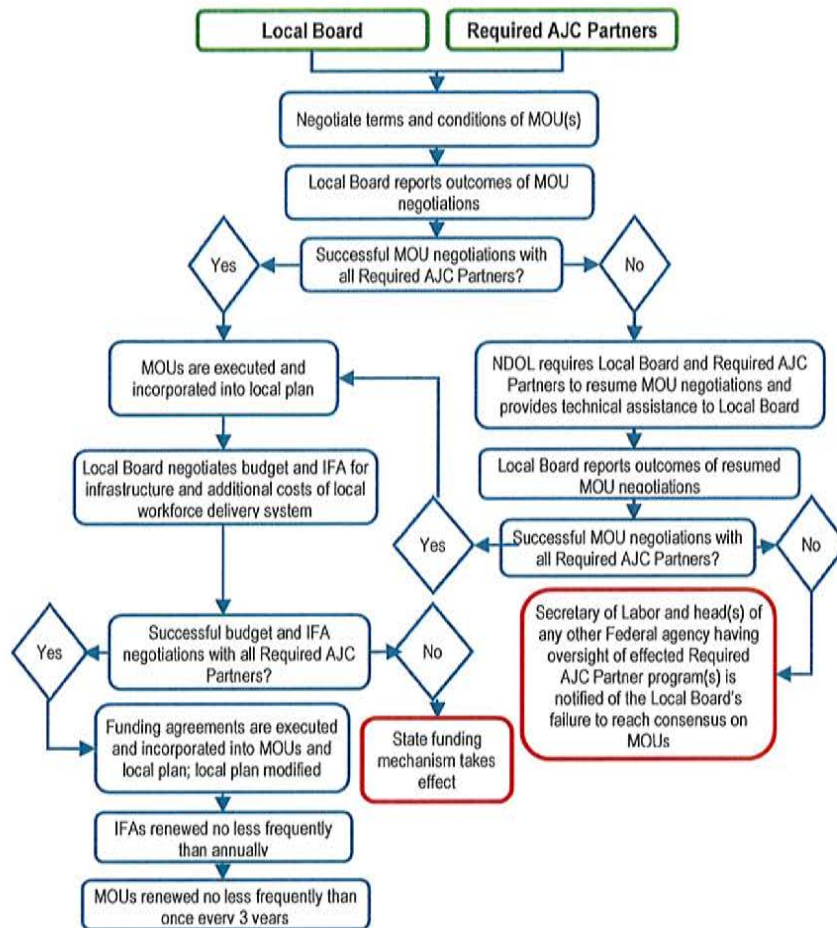 Local Board
Required AJC Partners
Negotiate terms and conditions of MOU(s)
Local Board reports outcomes of MOU
negotiations
Yes
Successful MOU negotiations with
all Required AJC Partners?
No
MOUs are executed and
incorporated into local plan
NDOL requires Local Board and Required AJC
Partners to resume MOU negotiations and
provides technical assistance to Local Board
Local Board negotiates budget and IFA for
infrastructure and additional costs of local
workforce delivery system
Local Board reports outcomes of resumed
MOU negotiations
Yes
Successful MOU negotiations with
all Required AJC Partners?
No
Yes
Successful budget and IFA
negotiations with all Required AJC
Partners?
No
Secretary of Labor and head(s) of
any other Federal agency having
oversight of effected Required
AJC Partner program(s) is
notified of the Local Board's
failure to reach consensus on
MOUs
Funding agreements are executed
and incorporated into MOUs and
local plan; local plan modified
State funding
mechanism takes
effect
IFAs renewed no less frequently
than annually
MOUs renewed no less frequently than
once every 3 years